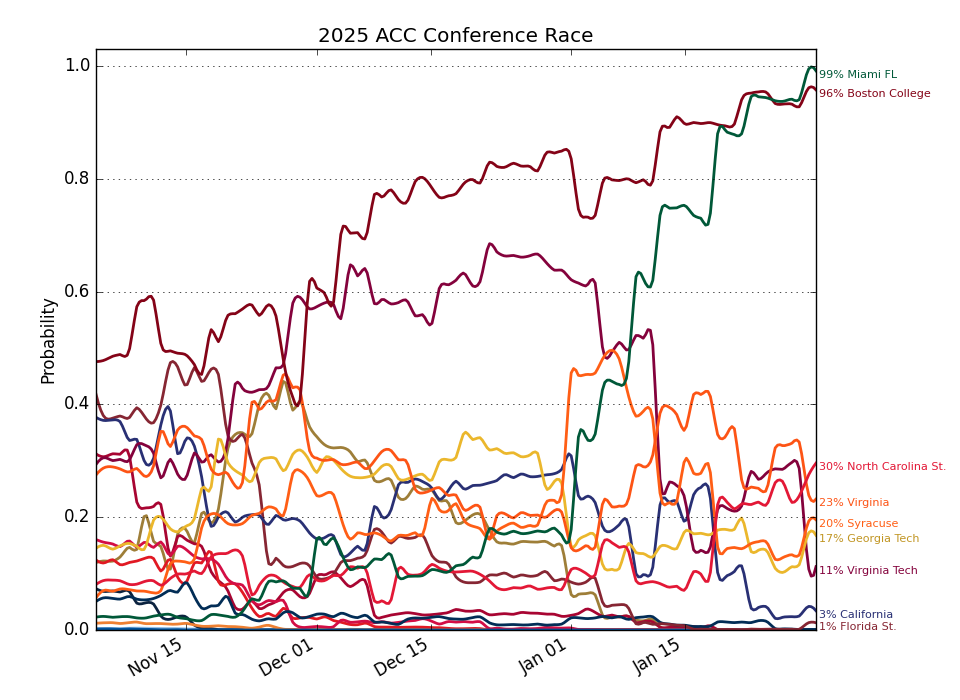 2025 ACC Conference Race
1.0
0.8
0.6
0.4
0.2
0.0
Probability
Nov 15
Dec 01
Dec 15
Jan 01
Jan 15
99% Miami FL
96% Boston College
30% North Carolina St.
23% Virginia
20% Syracuse
17% Georgia Tech
11% Virginia Tech
3% California
1% Florida St.